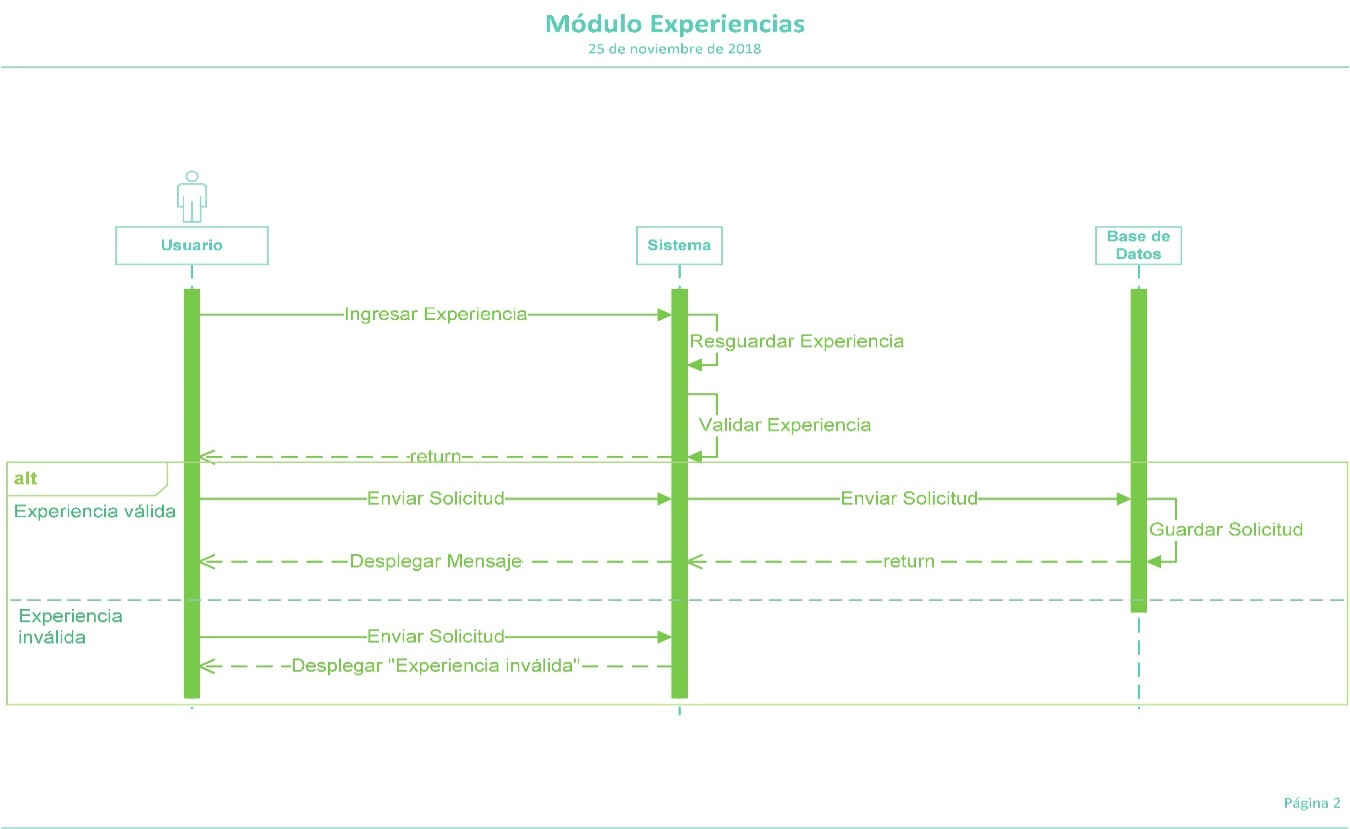 Módulo Experiencias
25 de noviembre de 2018
Usuario
Sistema
Base de
Datos
Ingresar Experiencia
Resguardar Experiencia
Validar Experiencia
return
alt
Experiencia válida
Enviar Solicitud
Enviar Solicitud
Guardar Solicitud
Desplegar Mensaje
return
Experiencia
inválida
Enviar Solicitud
Desplegar "Experiencia inválida"
Página 2